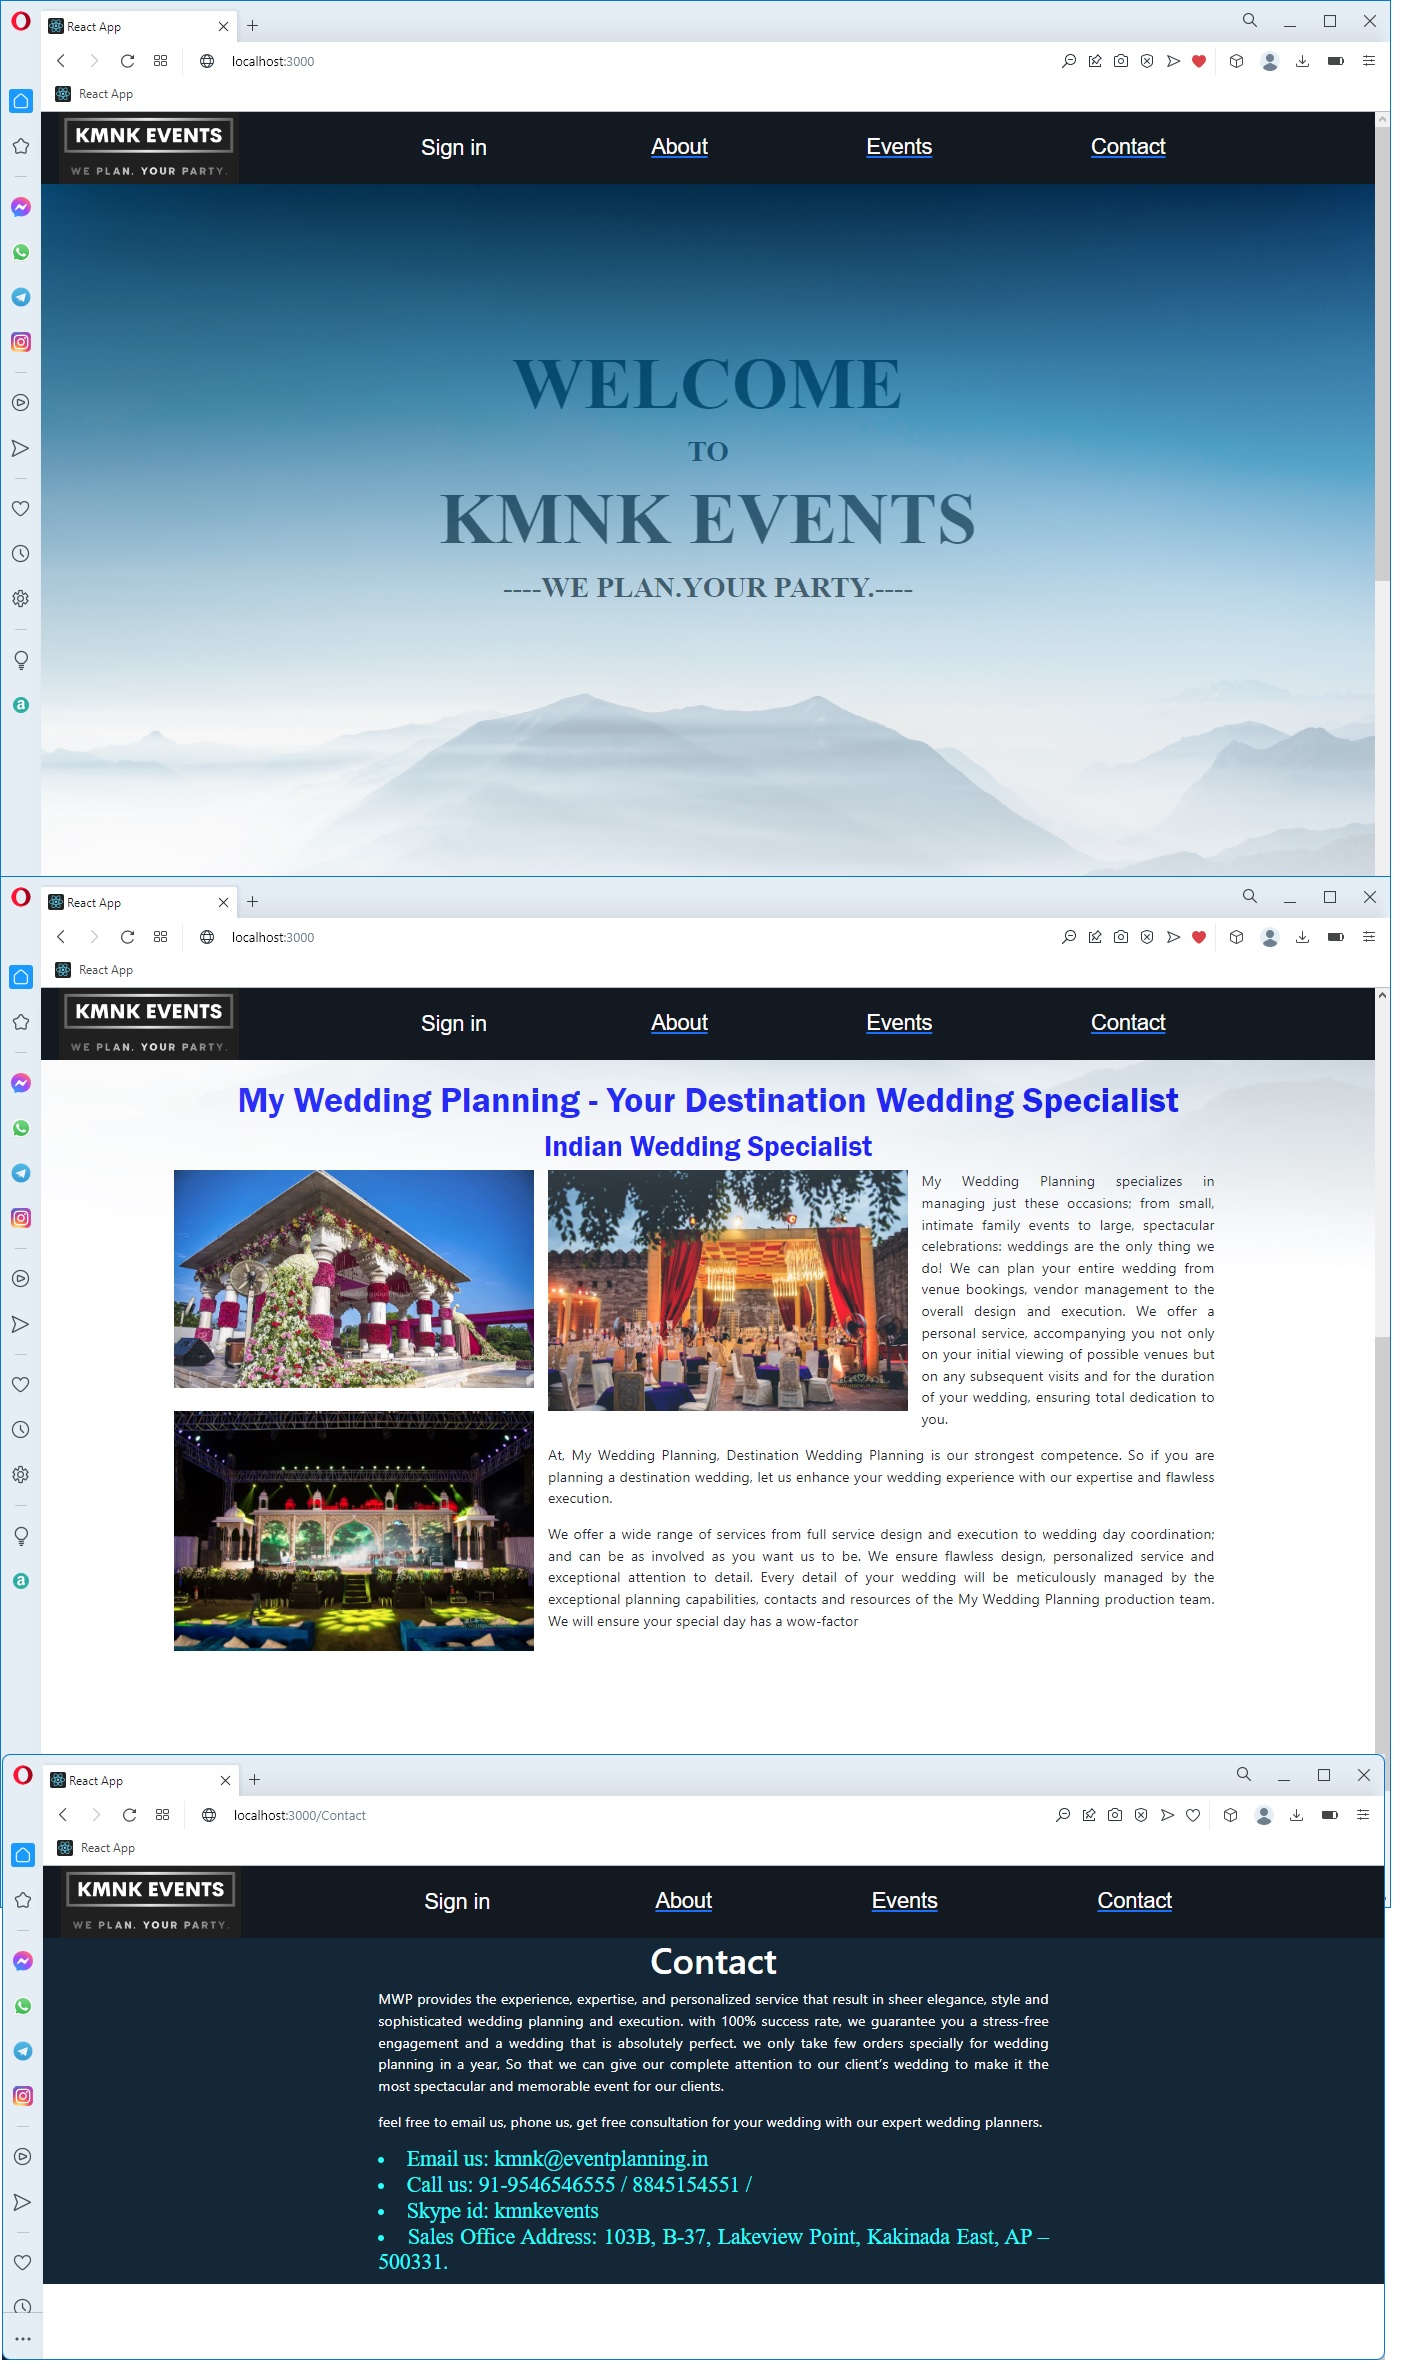 React App
localhost:3000
React App
KMNK EVENTS
WE PLAN. YOUR PARTY.
Sign in
About
Events
Contact
WELCOME
TO
KMNK EVENTS
----WE PLAN.YOUR PARTY.----
React App
localhost:3000
React App
KMNK EVENTS
WE PLAN. YOUR PARTY.
Sign in
About
Events
Contact
My Wedding Planning - Your Destination Wedding Specialist
Indian Wedding Specialist
My Wedding Planning specializes in
managing just these occasions; from small,
intimate family events to large, spectacular
celebrations: weddings are the only thing we
do! We can plan your entire wedding from
venue bookings, vendor management to the
overall design and execution. We offer a
personal service, accompanying you not only
on your initial viewing of possible venues but
on any subsequent visits and for the duration
of your wedding, ensuring total dedication to
you.
At, My Wedding Planning, Destination Wedding Planning is our strongest competence. So if you are
planning a destination wedding, let us enhance your wedding experience with our expertise and flawless
execution.
We offer a wide range of services from full service design and execution to wedding day coordination;
and can be as involved as you want us to be. We ensure flawless design, personalized service and
exceptional attention to detail. Every detail of your wedding will be meticulously managed by the
exceptional planning capabilities, contacts and resources of the My Wedding Planning production team.
We will ensure your special day has a wow-factor
React App
localhost:3000/Contact
React App
KMNK EVENTS
WE PLAN. YOUR PARTY.
Sign in
About
Events
Contact
Contact
MWP provides the experience, expertise, and personalized service that result in sheer elegance, style and
sophisticated wedding planning and execution. with 100% success rate, we guarantee you a stress-free
engagement and a wedding that is absolutely perfect. we only take few orders specially for wedding
planning in a year, So that we can give our complete attention to our client’s wedding to make it the
most spectacular and memorable event for our clients.
feel free to email us, phone us, get free consultation for your wedding with our expert wedding planners.
• Email us: kmnk@eventplanning.in
• Call us: 91-9546546555 / 8845154551 /
• Skype id: kmnkevents
• Sales Office Address: 103B, B-37, Lakeview Point, Kakinada East, AP –
500331.